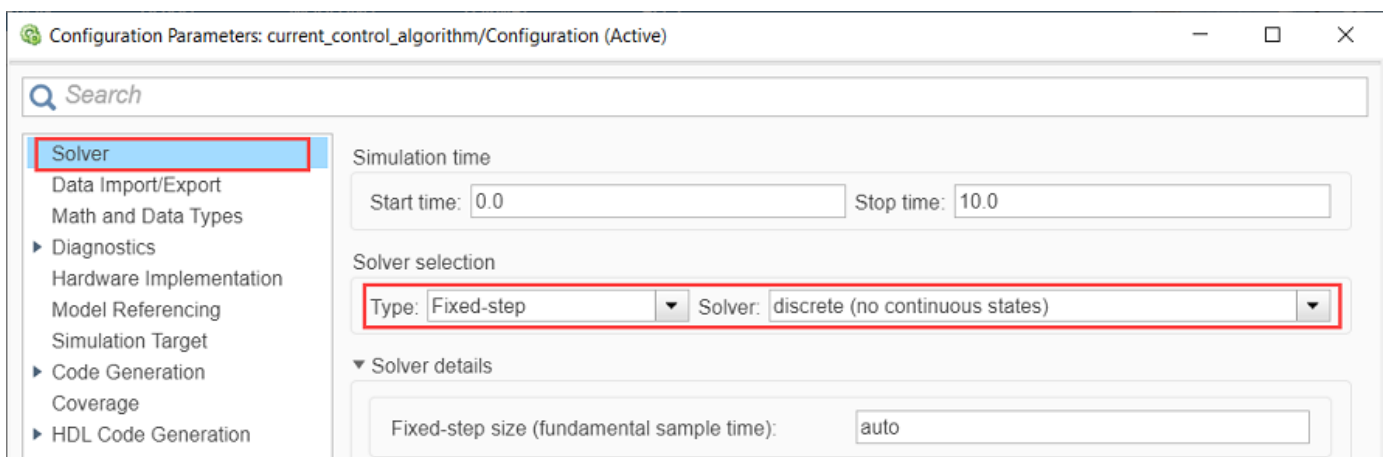 Configuration Parameters: current_control_algorithm/Configuration (Active)
Search
Solver
Data Import/Export
Math and Data Types
Diagnostics
Hardware Implementation
Model Referencing
Simulation Target
Code Generation
Coverage
HDL Code Generation
Simulation time
Start time: 0.0 Stop time: 10.0
Solver selection
Type: Fixed-step Solver: discrete (no continuous states)
Solver details
Fixed-step size (fundamental sample time): auto